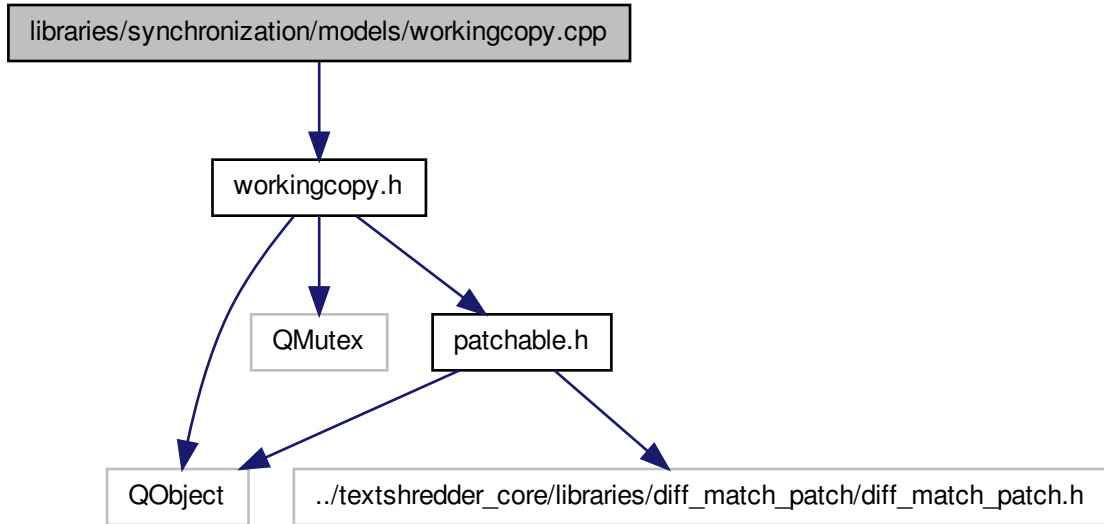 libraries/synchronization/models/workingcopy.cpp
workingcopy.h
QMutex
patchable.h
QObject
../textshredder_core/libraries/diff_match_patch/diff_match_patch.h